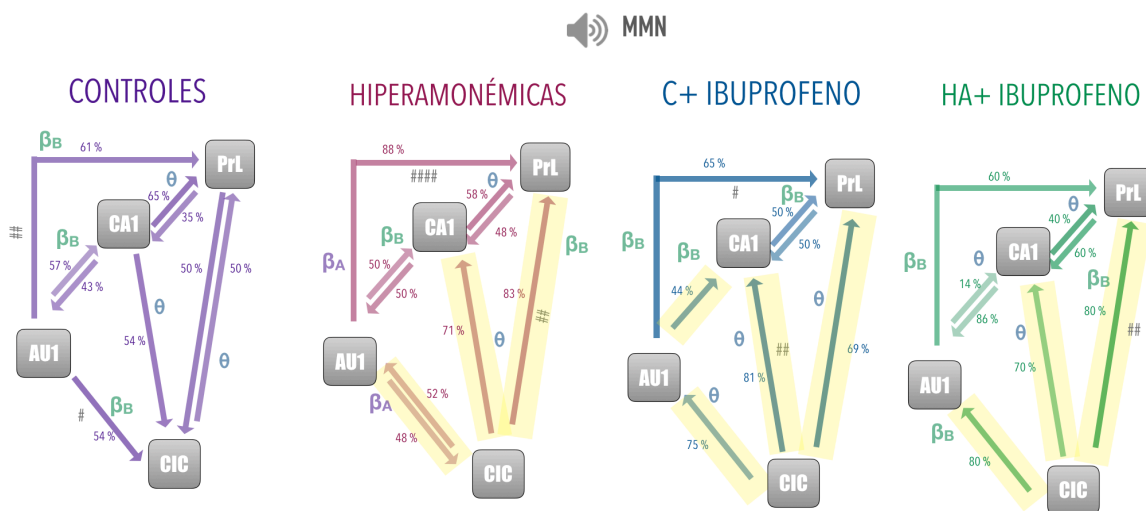 MMN
CONTROLES
βB
61 %
PrL
θ
65 %
35 %
CA1
##
βB
57 %
43 %
50 %
50 %
θ
54 %
θ
AU1
βB
#
54 %
CIC
HIPERAMONÉMICAS
88 %
####
PrL
θ
58 %
48 %
CA1
βB
βB
βA
50 %
50 %
83 %
##
71 %
θ
AU1
52 %
βA
48 %
CIC
C+ IBUPROFENO
65 %
#
PrL
βB
50 %
50 %
CA1
βB
βB
44 %
θ
θ
##
69 %
AU1
81 %
θ
75 %
CIC
HA+ IBUPROFENO
60 %
PrL
θ
40 %
60 %
CA1
θ
βB
14 %
86 %
βB
80 %
θ
##
70 %
AU1
βB
80 %
CIC